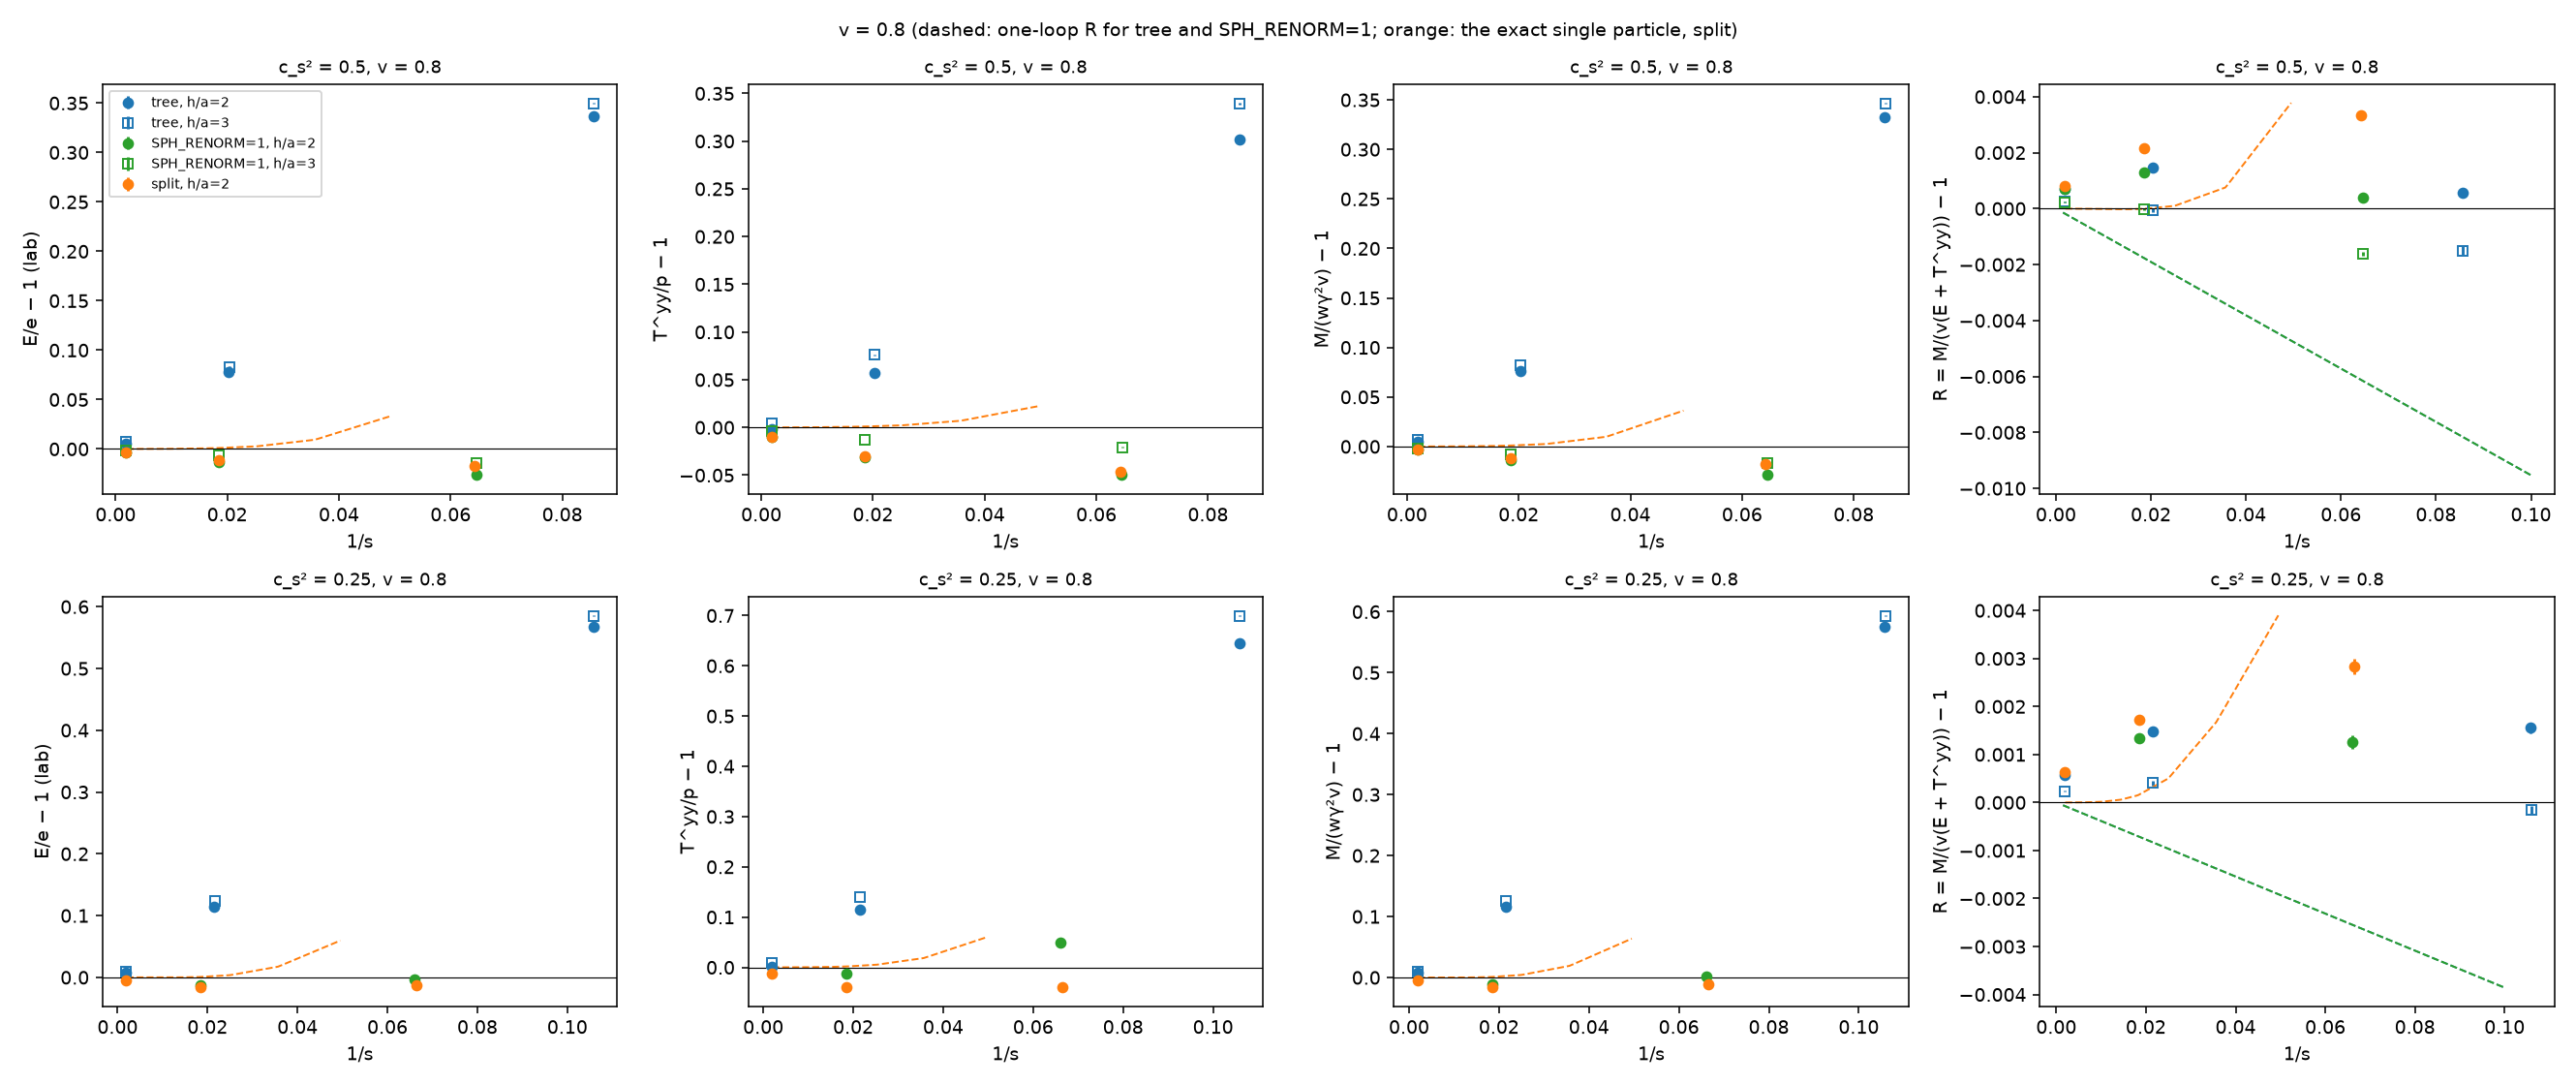 v = 0.8 (dashed: one-loop R for tree and SPH_RENORM=1; orange: the exact single particle, split)
c_s² = 0.5, v = 0.8
E/e − 1 (lab)
0.35
0.30
0.25
0.20
0.15
0.10
0.05
0.00
tree, h/a=2
tree, h/a=3
SPH_RENORM=1, h/a=2
SPH_RENORM=1, h/a=3
split, h/a=2
0.00 0.02 0.04 0.06 0.08
1/s
c_s² = 0.5, v = 0.8
T^yy/p − 1
0.35
0.30
0.25
0.20
0.15
0.10
0.05
0.00
−0.05
0.00 0.02 0.04 0.06 0.08
1/s
c_s² = 0.5, v = 0.8
M/(wγ²v) − 1
0.35
0.30
0.25
0.20
0.15
0.10
0.05
0.00
0.00 0.02 0.04 0.06 0.08
1/s
c_s² = 0.5, v = 0.8
R = M/(v(E + T^yy)) − 1
0.004
0.002
0.000
−0.002
−0.004
−0.006
−0.008
−0.010
0.00 0.02 0.04 0.06 0.08 0.10
1/s
c_s² = 0.25, v = 0.8
E/e − 1 (lab)
0.6
0.5
0.4
0.3
0.2
0.1
0.0
0.00 0.02 0.04 0.06 0.08 0.10
1/s
c_s² = 0.25, v = 0.8
T^yy/p − 1
0.7
0.6
0.5
0.4
0.3
0.2
0.1
0.0
0.00 0.02 0.04 0.06 0.08 0.10
1/s
c_s² = 0.25, v = 0.8
M/(wγ²v) − 1
0.6
0.5
0.4
0.3
0.2
0.1
0.0
0.00 0.02 0.04 0.06 0.08 0.10
1/s
c_s² = 0.25, v = 0.8
R = M/(v(E + T^yy)) − 1
0.004
0.003
0.002
0.001
0.000
−0.001
−0.002
−0.003
−0.004
0.00 0.02 0.04 0.06 0.08 0.10
1/s